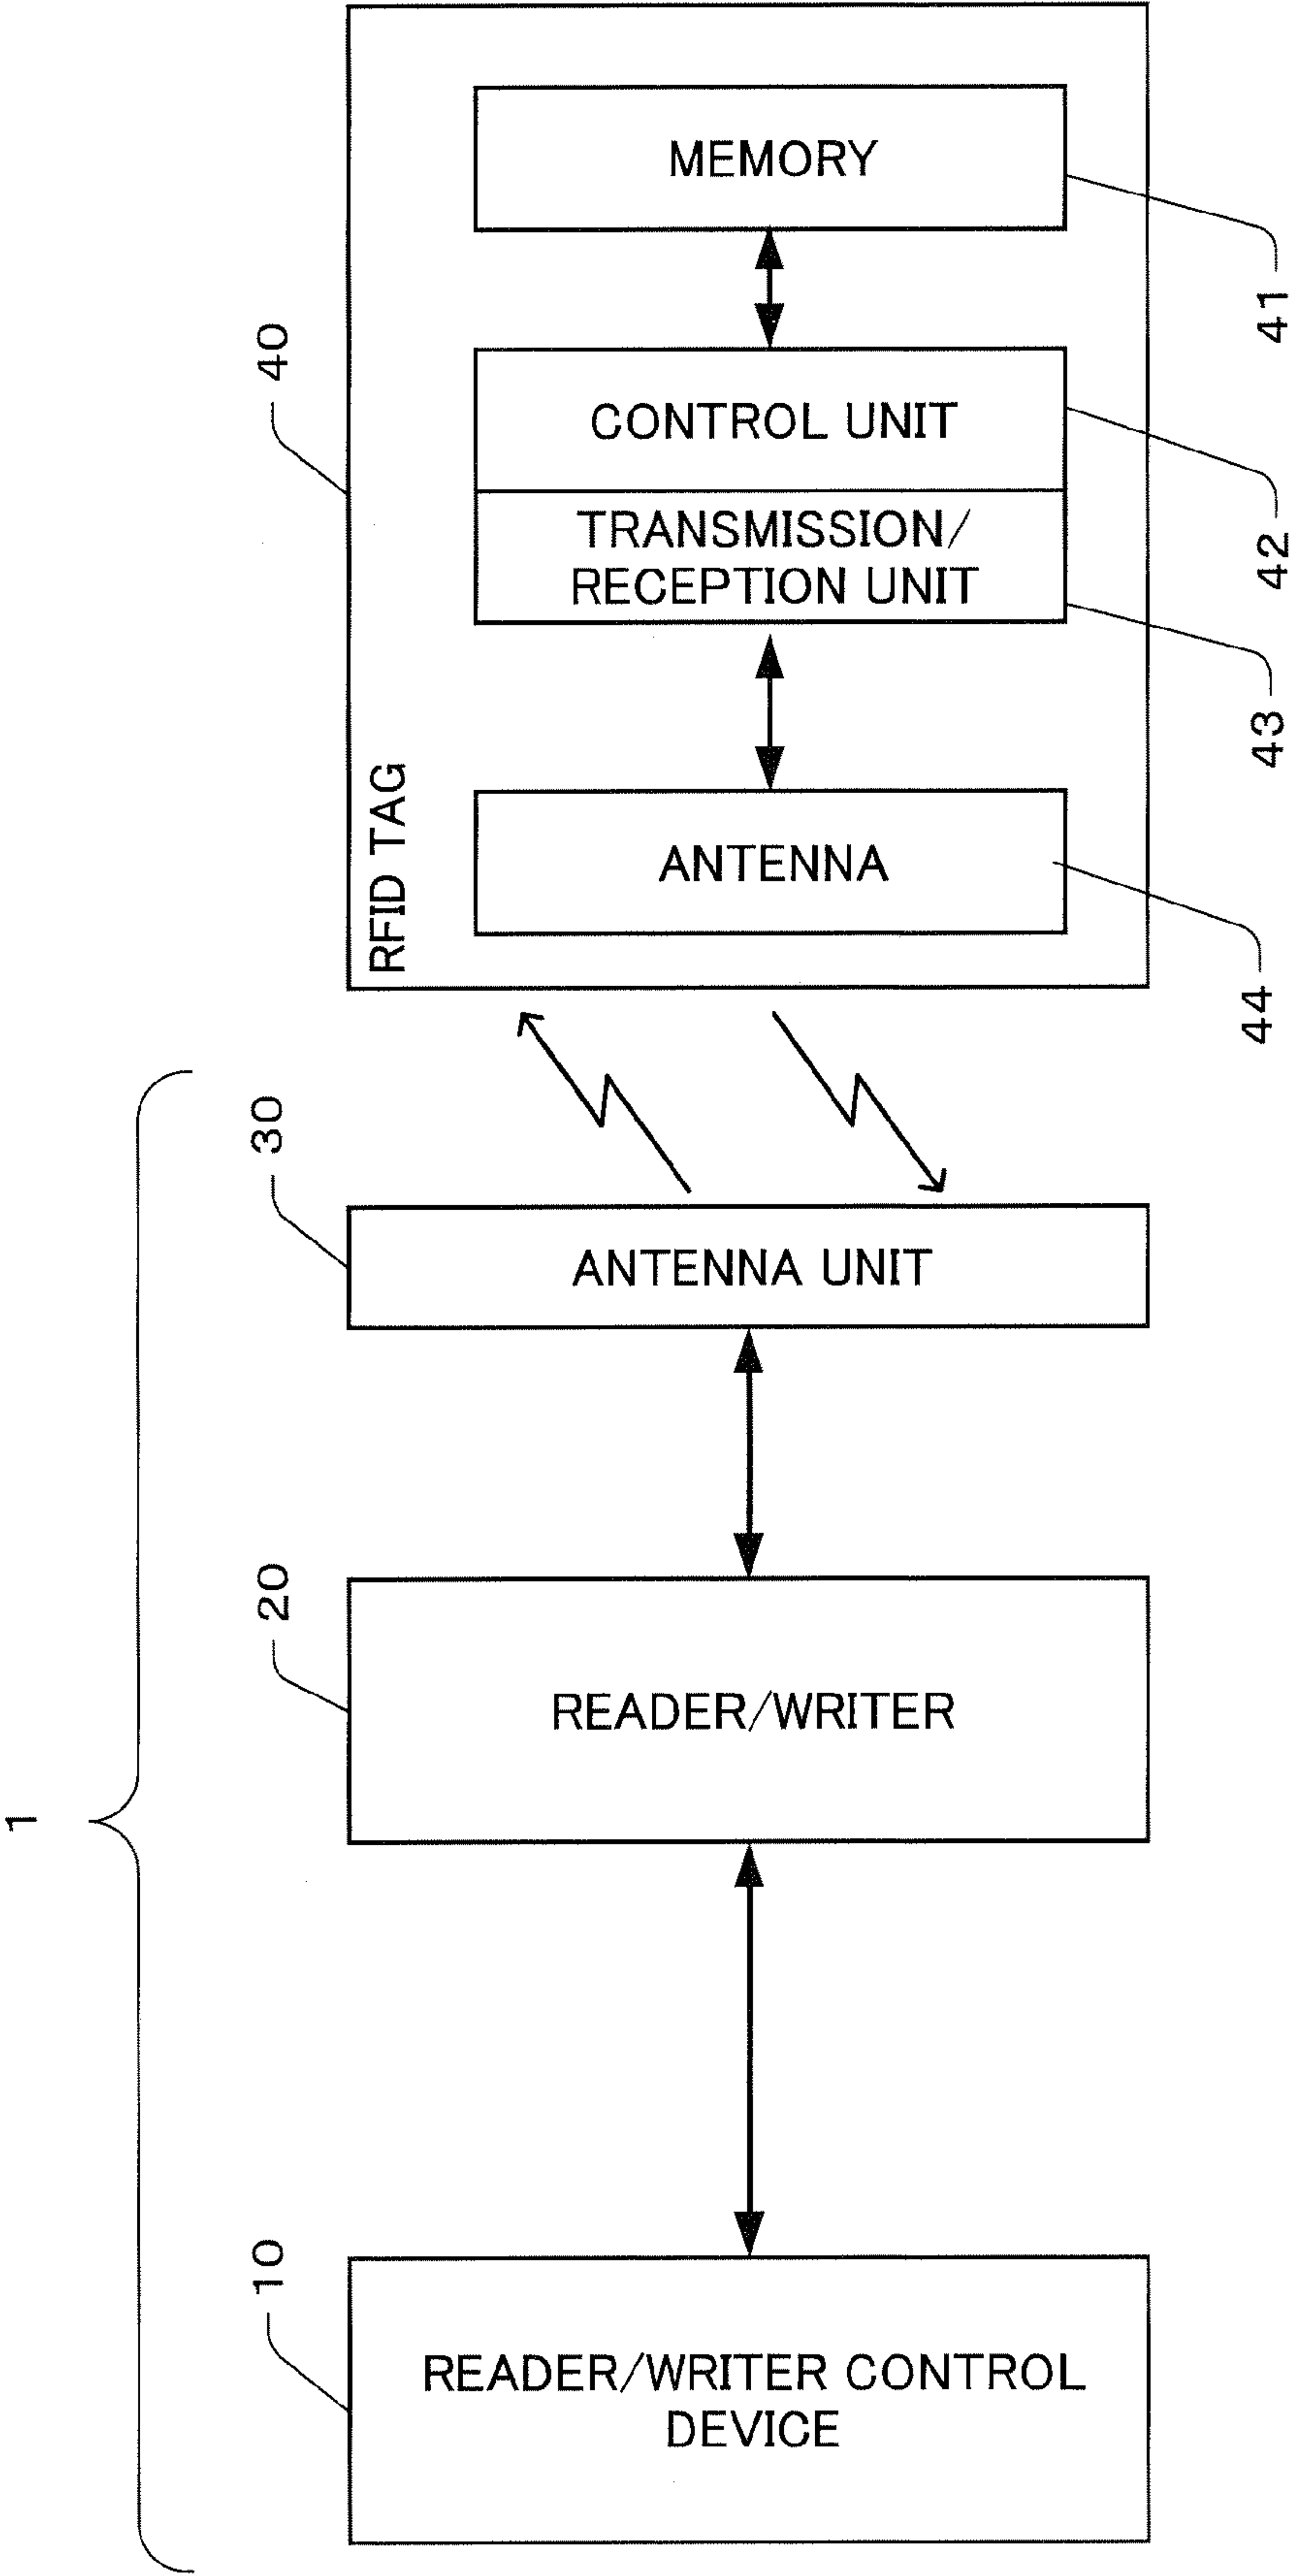 MEMORY
41
40
CONTROL UNIT
42
TRANSMISSION/
RECEPTION UNIT
43
RFID TAG
ANTENNA
44
30
ANTENNA UNIT
20
READER/WRITER
1
10
READER/WRITER CONTROL
DEVICE